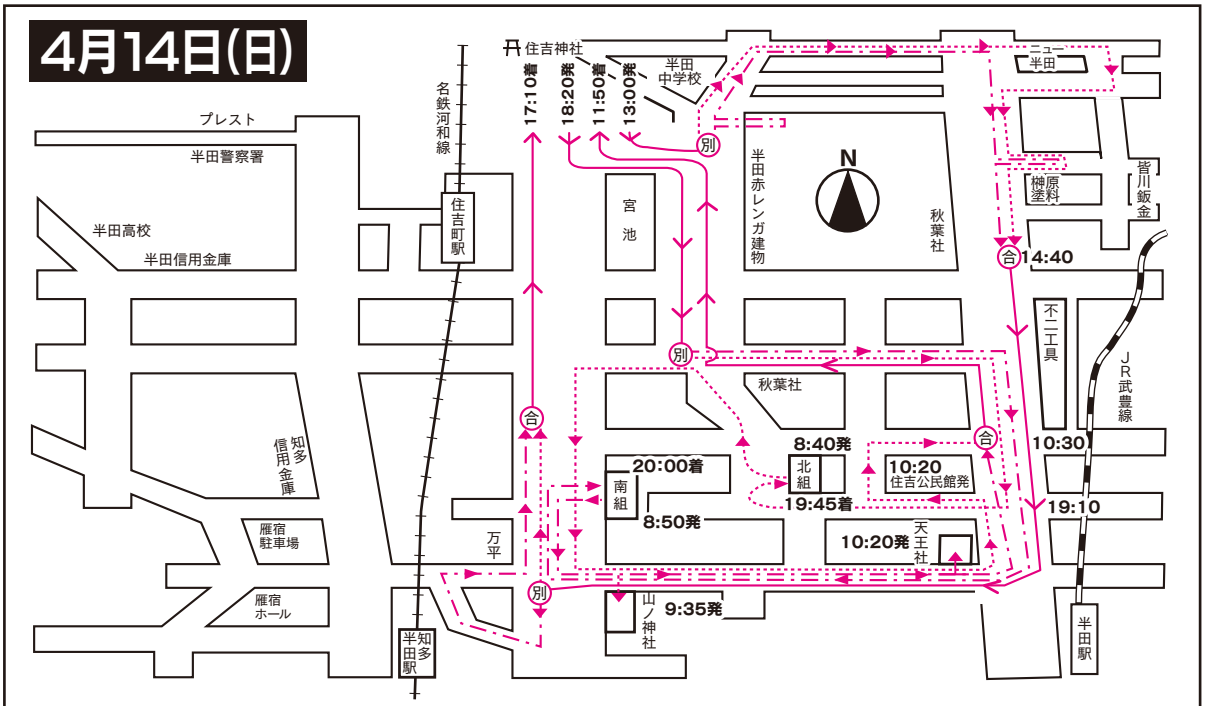 4月14日(日)
住吉神社
17:10着
18:20発
11:50着
13:00発
半田
中学校
ニュー
半田
名鉄河和線
プレスト
半田警察署
半田高校
半田信用金庫
住吉町駅
宮池
別
半田赤レンガ建物
N
秋葉社
榊原
塗料
皆川鈑金
合
14:40
不二工具
JR武豊線
別
秋葉社
合
合
10:30
知多
信用金庫
8:40発
北組
19:45着
10:20
住吉公民館発
20:00着
南組
8:50発
19:10
雁宿
駐車場
万平
10:20発
天王社
雁宿
ホール
別
山ノ神社
9:35発
知多
半田駅
半田駅